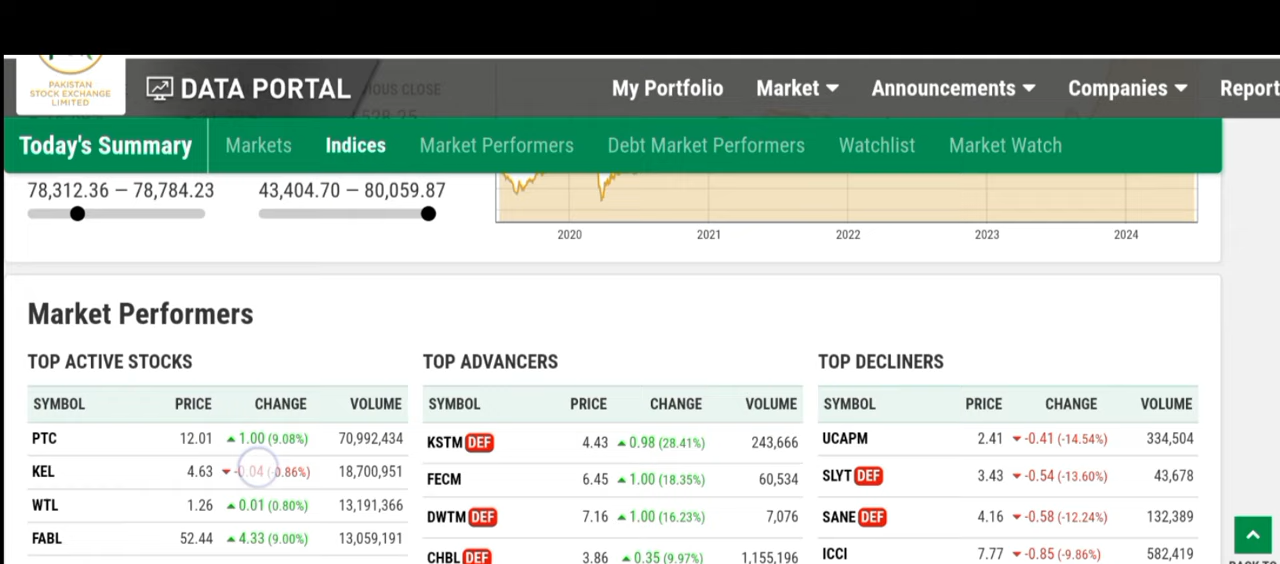 PAKISTAN
STOCK EXCHANGE
LIMITED
DATA PORTAL
My Portfolio
Market
Announcements
Companies
Report
CLOSE
Today's Summary
Markets
Indices
Market Performers
Debt Market Performers
Watchlist
Market Watch
78,312.36 — 78,784.23
43,404.70 — 80,059.87
2020 2021 2022 2023 2024
Market Performers
TOP ACTIVE STOCKS
SYMBOL PRICE CHANGE VOLUME
PTC 12.01 1.00 (9.08%) 70,992,434
KEL 4.63 -0.04 (-0.86%) 18,700,951
WTL 1.26 0.01 (0.80%) 13,191,366
FABL 52.44 4.33 (9.00%) 13,059,191
TOP ADVANCERS
SYMBOL PRICE CHANGE VOLUME
KSTM DEF 4.43 0.98 (28.41%) 243,666
FECM 6.45 1.00 (18.35%) 60,534
DWTM DEF 7.16 1.00 (16.23%) 7,076
CHBL DEF 3.86 0.35 (9.97%) 1,155,196
TOP DECLINERS
SYMBOL PRICE CHANGE VOLUME
UCAPM 2.41 -0.41 (-14.54%) 334,504
SLYT DEF 3.43 -0.54 (-13.60%) 43,678
SANE DEF 4.16 -0.58 (-12.24%) 132,389
ICCI 7.77 -0.85 (-9.86%) 582,419